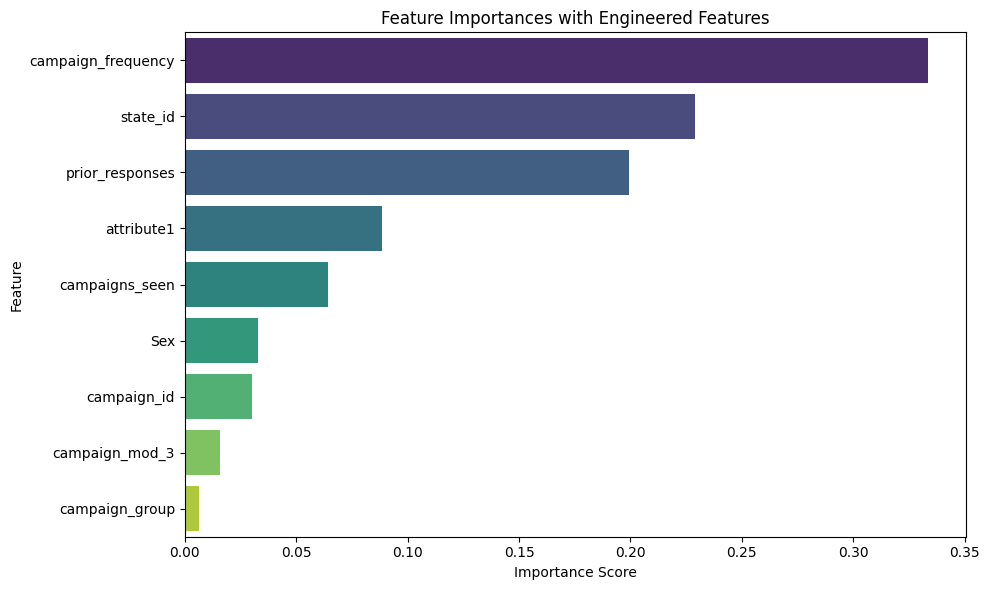 Feature Importances with Engineered Features
campaign_frequency
state_id
prior_responses
attribute1
campaigns_seen
Sex
campaign_id
campaign_mod_3
campaign_group
Feature
0.00 0.05 0.10 0.15 0.20 0.25 0.30 0.35
Importance Score